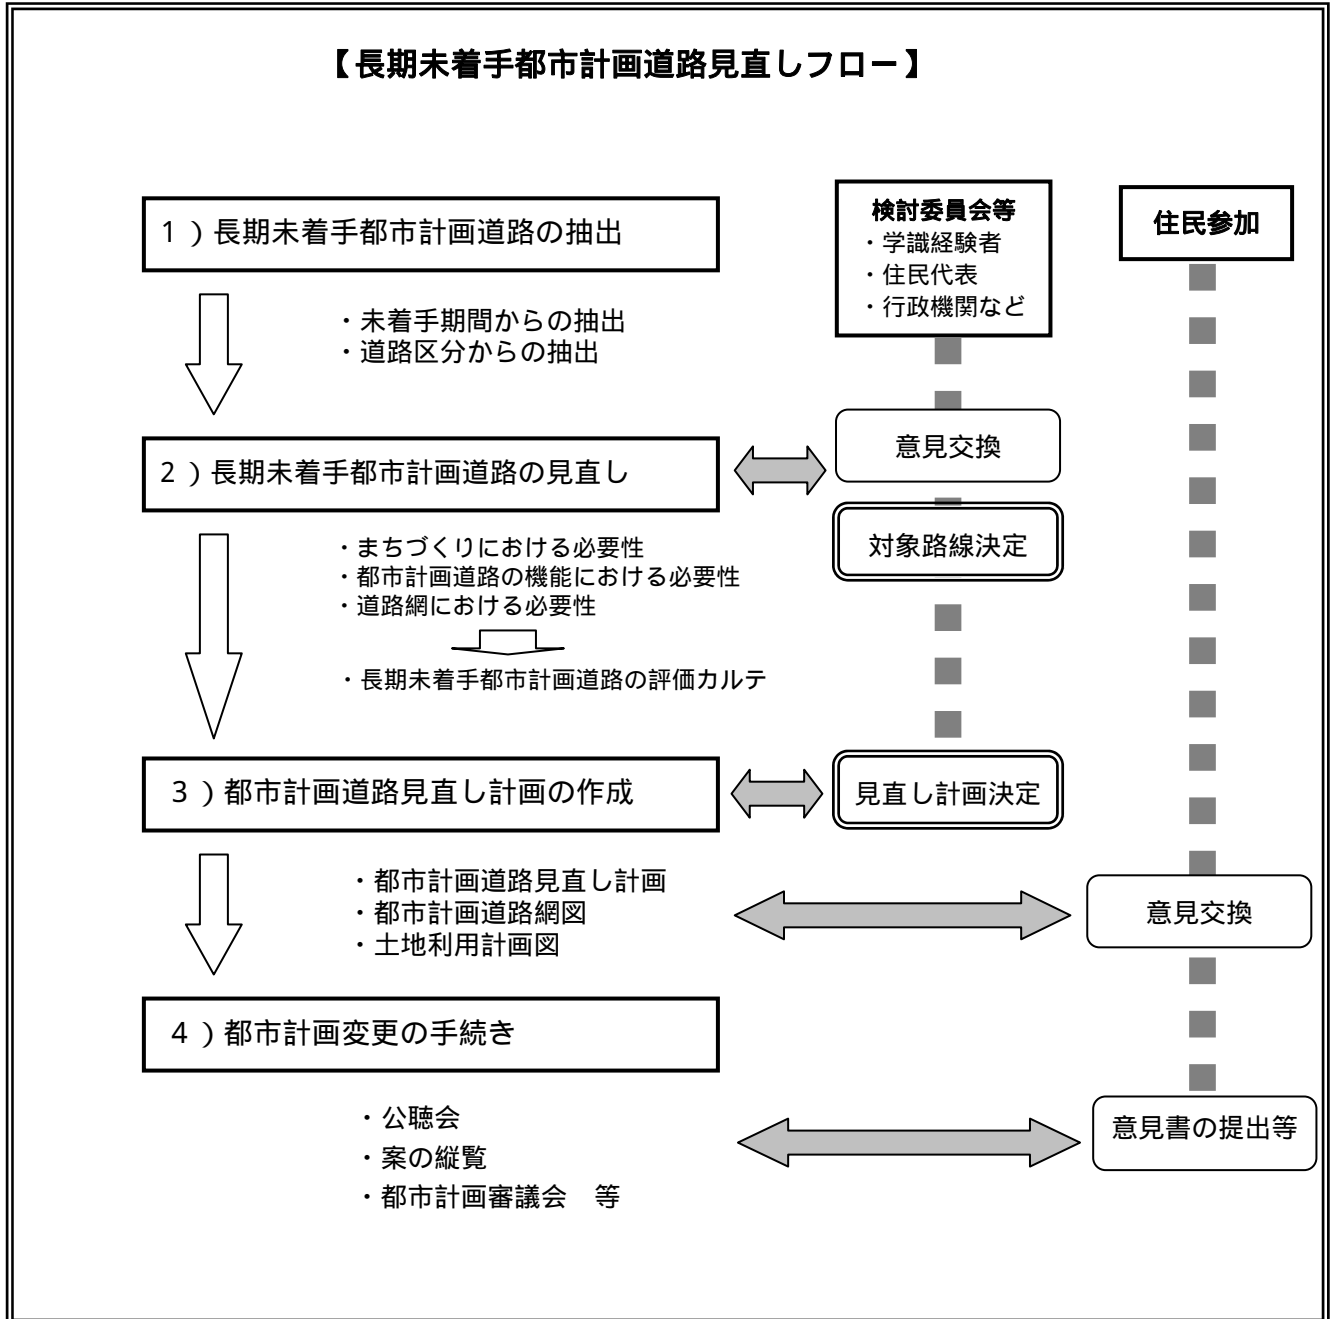 【長期未着手都市計画道路見直しフロー】
1）長期未着手都市計画道路の抽出
・未着手期間からの抽出
・道路区分からの抽出
2）長期未着手都市計画道路の見直し
・まちづくりにおける必要性
・都市計画道路の機能における必要性
・道路網における必要性
・長期未着手都市計画道路の評価カルテ
3）都市計画道路見直し計画の作成
・都市計画道路見直し計画
・都市計画道路網図
・土地利用計画図
4）都市計画変更の手続き
・公聴会
・案の縦覧
・都市計画審議会　等
検討委員会等
・学識経験者
・住民代表
・行政機関など
意見交換
対象路線決定
見直し計画決定
住民参加
意見交換
意見書の提出等